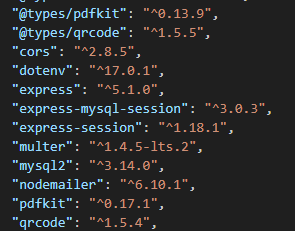 "@types/pdfkit": "^0.13.9",
"@types/qrcode": "^1.5.5",
"cors": "^2.8.5",
"dotenv": "^17.0.1",
"express": "^5.1.0",
"express-mysql-session": "^3.0.3",
"express-session": "^1.18.1",
"multer": "^1.4.5-lts.2",
"mysql2": "^3.14.0",
"nodemailer": "^6.10.1",
"pdfkit": "^0.17.1",
"qrcode": "^1.5.4",